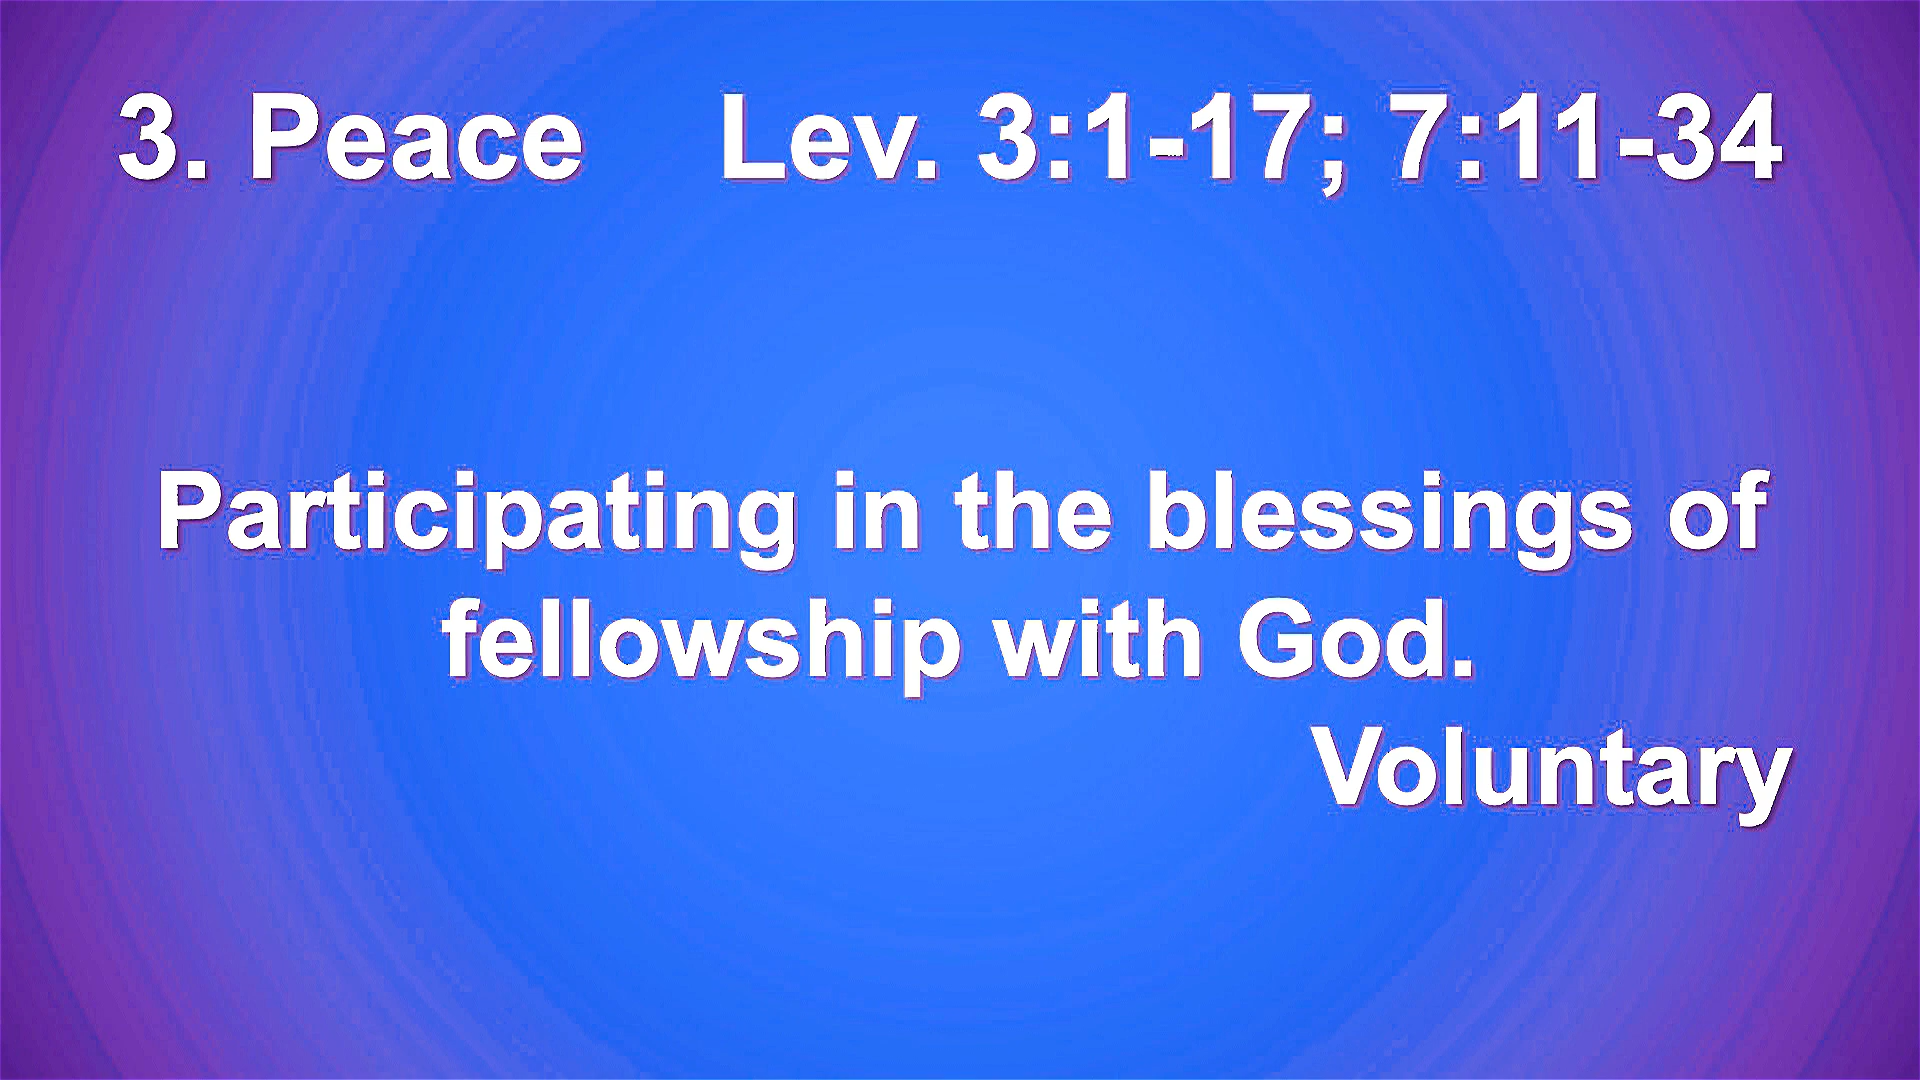 3. Peace Lev. 3:1-17; 7:11-34
Participating in the blessings of
fellowship with God.
Voluntary